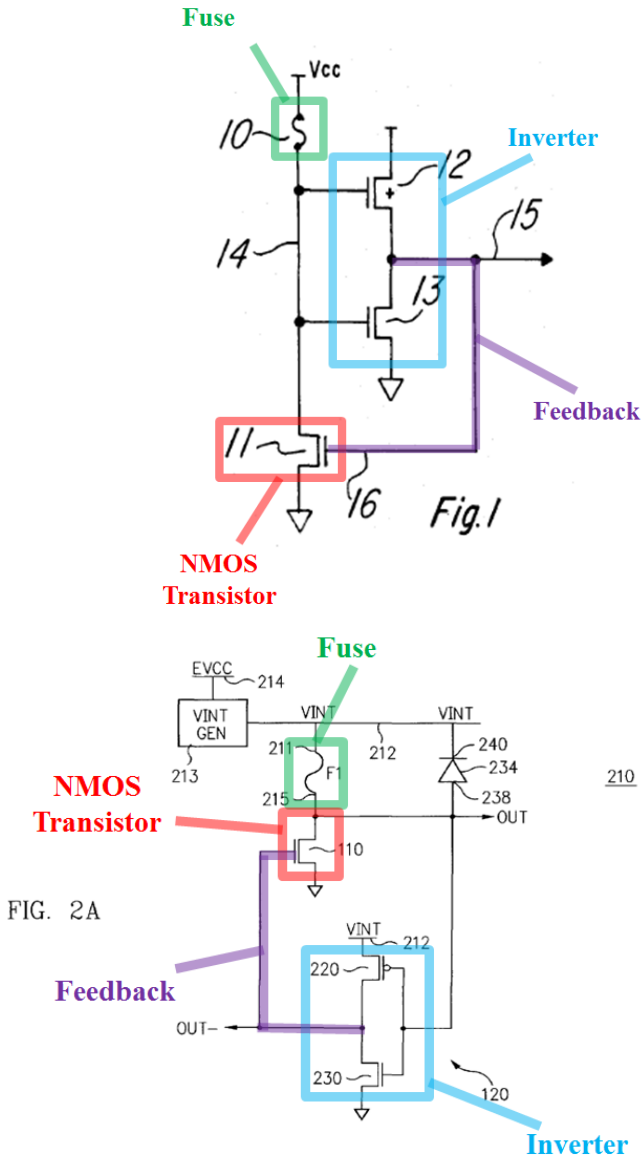 Fuse
Vcc
10
Inverter
12
15
14
13
Feedback
11
16
Fig.1
NMOS
Transistor
Fuse
EVCC
214
VINT
GEN
213
VINT
212
VINT
211
F1
215
240
234
238
210
OUT
NMOS
Transistor
110
FIG. 2A
VINT
212
220
Feedback
OUT-
230
120
Inverter